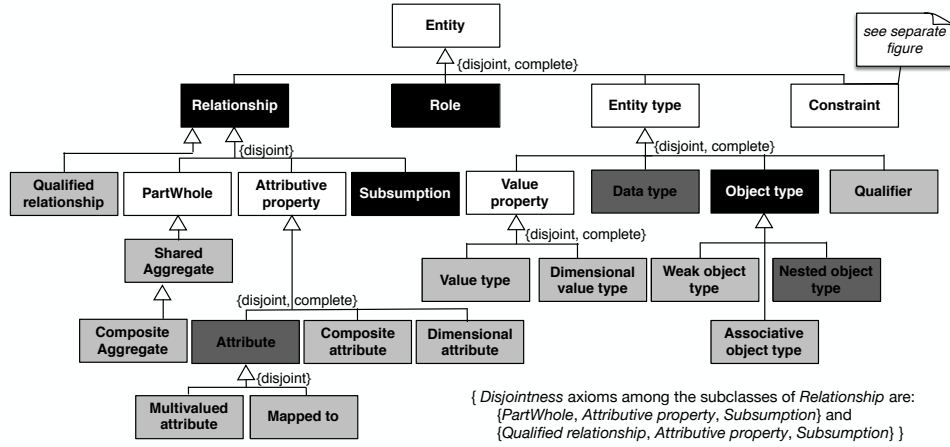 Entity
see separate
figure
{disjoint, complete}
Relationship
Role
Entity type
Constraint
{disjoint}
{disjoint, complete}
Qualified
relationship
PartWhole
Attributive
property
Subsumption
Value
property
Data type
Object type
Qualifier
{disjoint, complete}
Shared
Aggregate
Value type
Dimensional
value type
Weak object
type
Nested object
type
{disjoint, complete}
Composite
Aggregate
Attribute
Composite
attribute
Dimensional
attribute
Associative
object type
{disjoint}
Multivalued
attribute
Mapped to
{ Disjointness axioms among the subclasses of Relationship are:
{PartWhole, Attributive property, Subsumption} and
{Qualified relationship, Attributive property, Subsumption} }